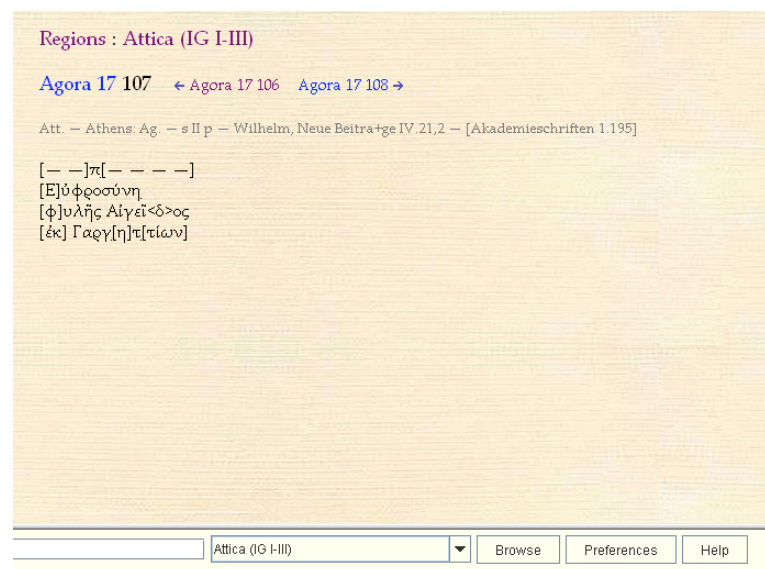 Regions : Attica (IG I-III)
Agora 17 107 ← Agora 17 106 Agora 17 108 →
Att. — Athens: Ag. — s II p — Wilhelm, Neue Beitra+ge IV.21,2 — [Akademieschriften 1.195]
[— —]π[— — — —]
[Ε]ὐφροσύνη
[φ]υλῆς Αἰγεΐ<δ>ος
[ἐκ] Γαργ[η]τ[τίων]
Attica (IG I-III) Browse Preferences Help